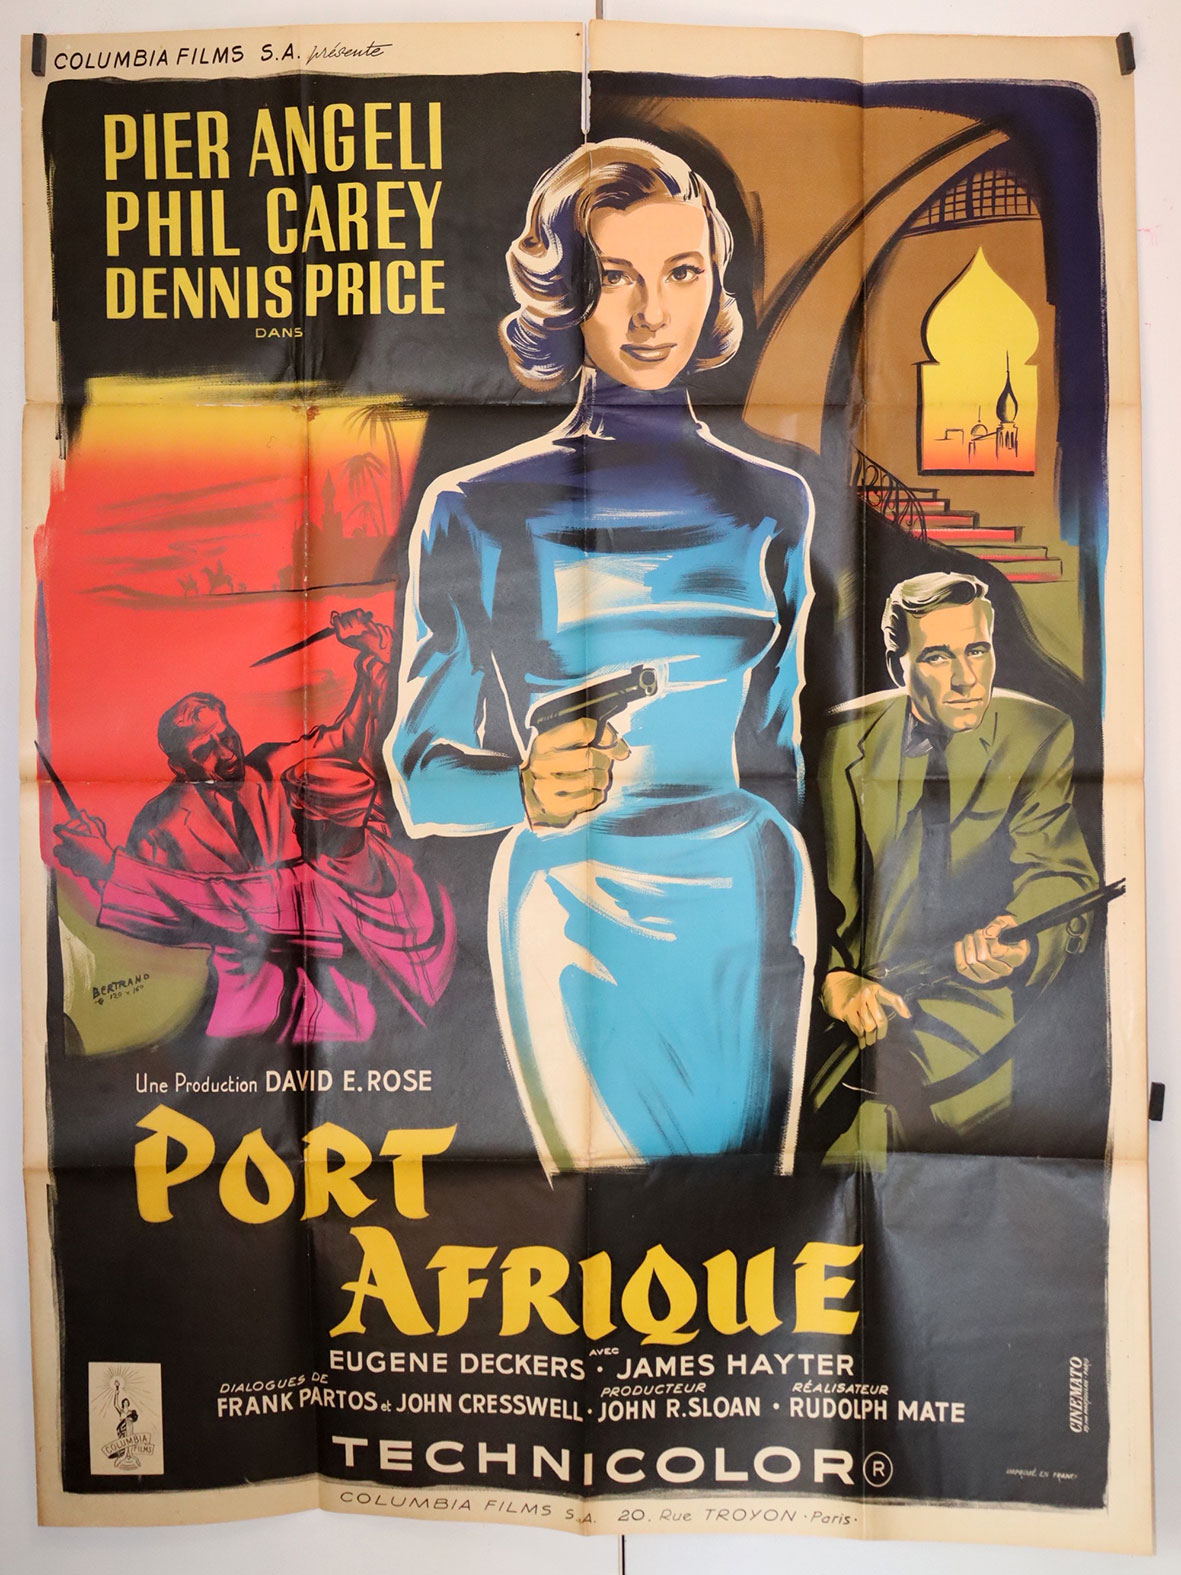 COLUMBIA FILMS S.A. présente
PIER ANGELI
PHIL CAREY
DENNIS PRICE
DANS
BERTRAND
120 x 160
Une Production DAVID E. ROSE
PORT
AFRIQUE
AVEC
EUGENE DECKERS · JAMES HAYTER
DIALOGUES DE
FRANK PARTOS et JOHN CRESSWELL ·
PRODUCTEUR
JOHN R. SLOAN ·
RÉALISATEUR
RUDOLPH MATE
TECHNICOLOR ®
COLUMBIA
FILMS
CINEMATO
IMPRIMÉ EN FRANCE
COLUMBIA FILMS S.A. 20. Rue TROYON · Paris ·